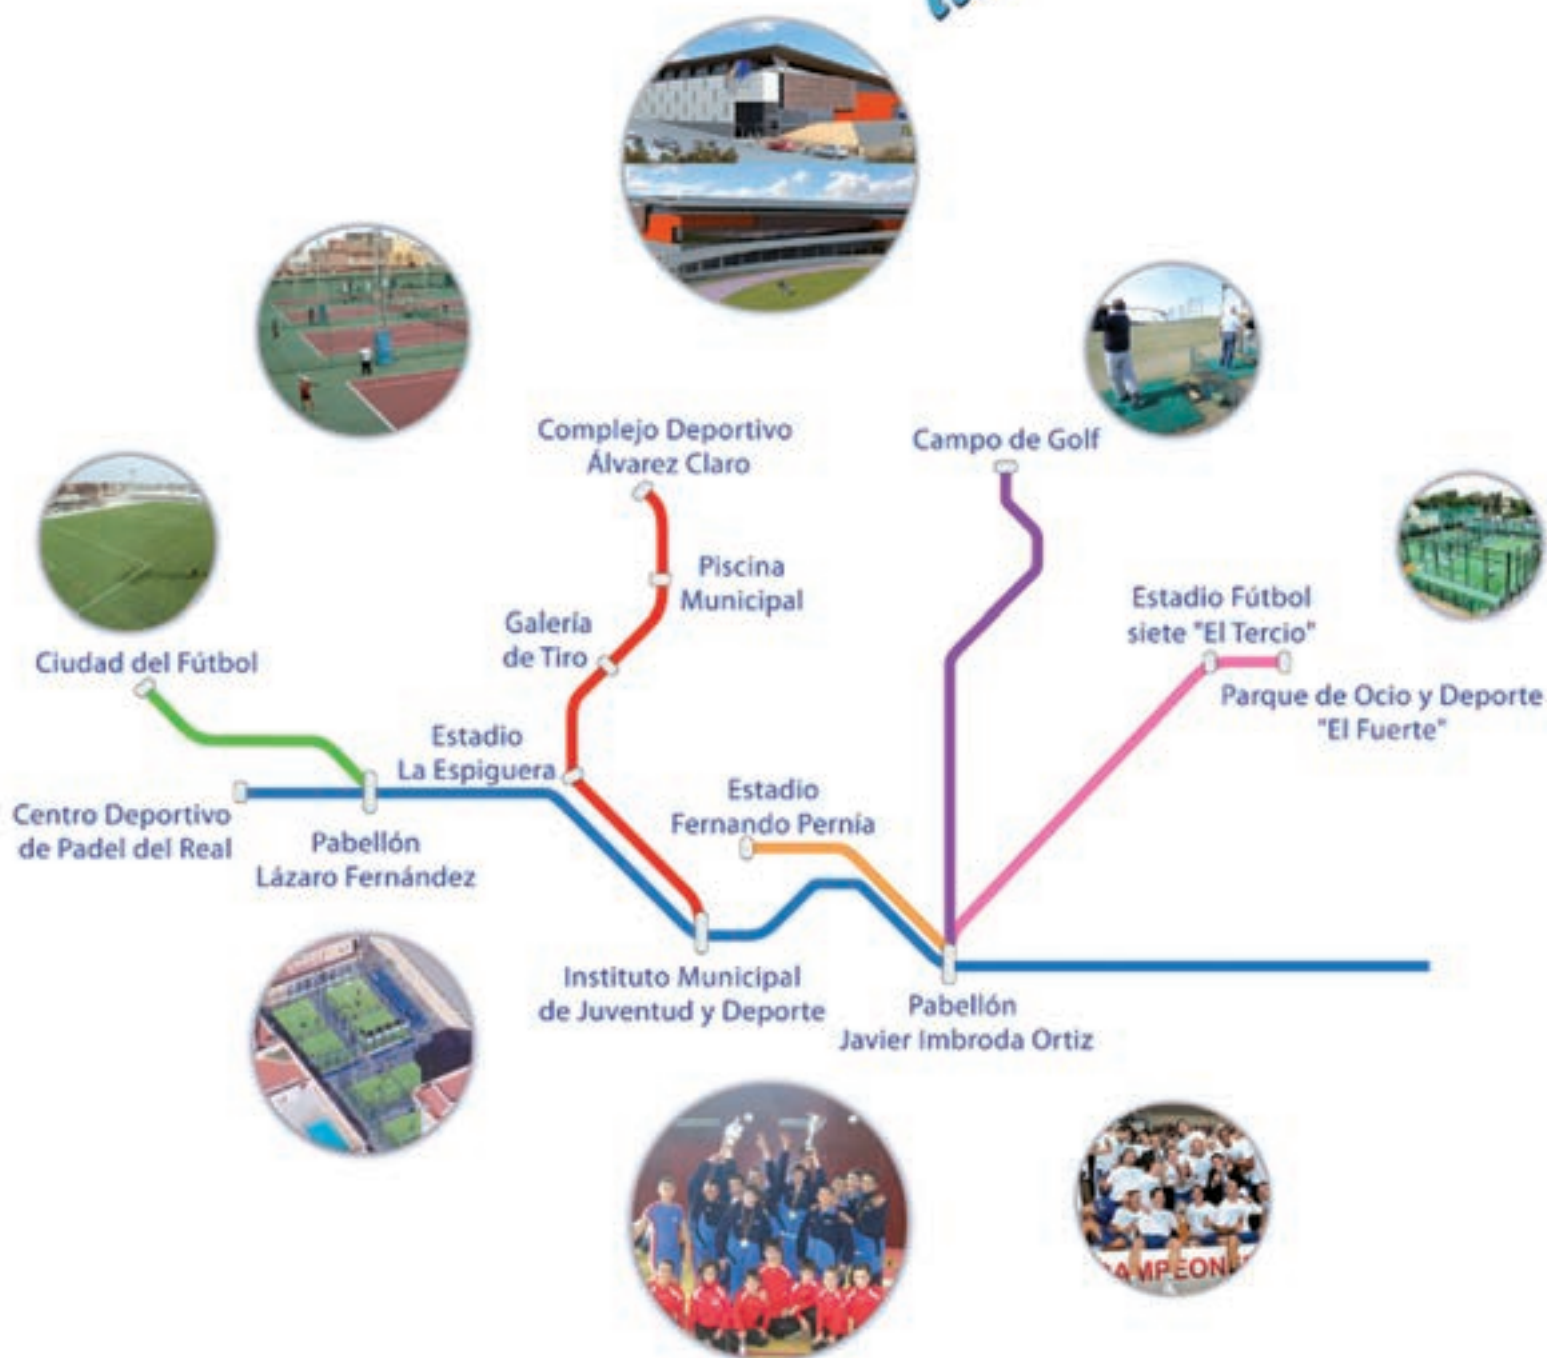 Complejo Deportivo
Álvarez Claro
Campo de Golf
Piscina
Municipal
Estadio Fútbol
siete "El Tercio"
Galería
de Tiro
Ciudad del Fútbol
Parque de Ocio y Deporte
"El Fuerte"
Estadio
La Espiguera
Estadio
Fernando Pernía
Centro Deportivo
de Padel del Real
Pabellón
Lázaro Fernández
Instituto Municipal
de Juventud y Deporte
Pabellón
Javier Imbroda Ortiz